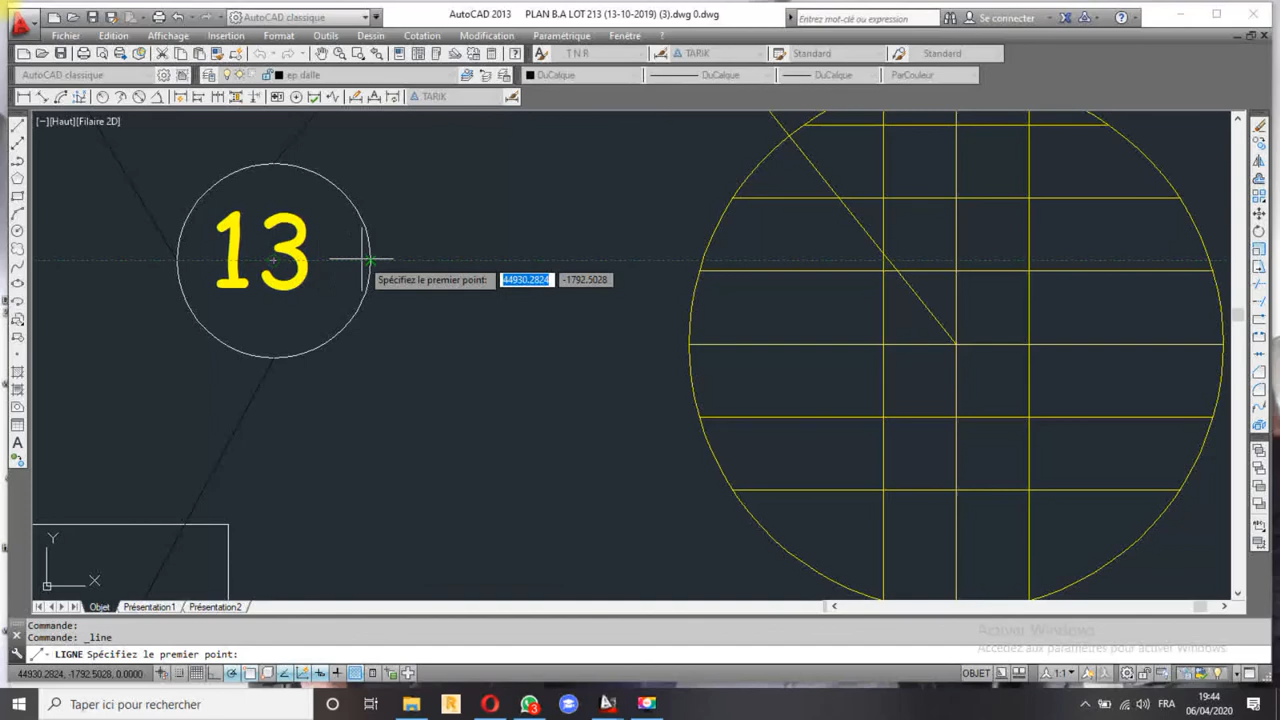 AutoCAD classique
AutoCAD 2013
PLAN B.A LOT 213 (13-10-2019) (3).dwg 0.dwg
Entrez mot-clé ou expression
Se connecter
Fichier
Edition
Affichage
Insertion
Format
Outils
Dessin
Cotation
Modification
Paramétrique
Fenêtre
?
T N R
TARIK
Standard
Standard
AutoCAD classique
ep.dalle
DuCalque
DuCalque
DuCalque
ParCouleur
TARIK
[−][Haut][Filaire 2D]
13
Spécifiez le premier point:
44930.2824
-1792.5028
Y
X
Objet
Présentation1
Présentation2
Commande:
Commande: _line
LIGNE Spécifiez le premier point:
Activer Windows
Accédez aux paramètres pour activer Windows.
44930.2824, -1792.5028, 0.0000
OBJET
1:1
Taper ici pour rechercher
3
FR
19:44
06/04/2020